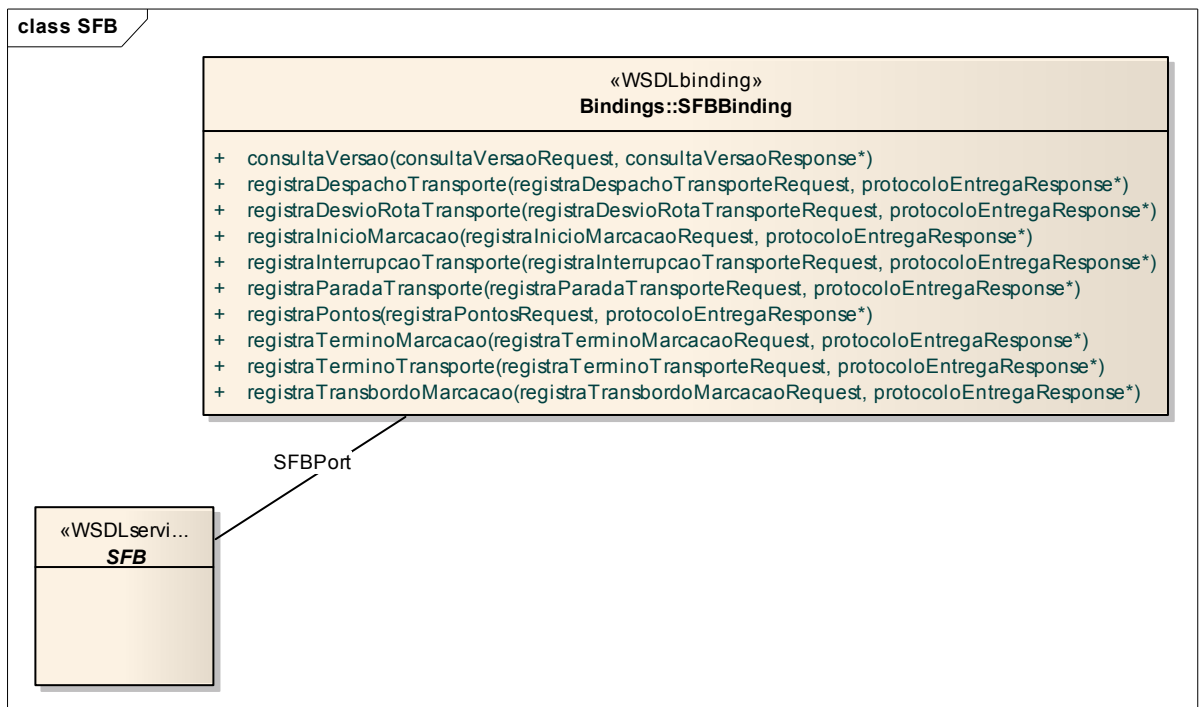 class SFB
«WSDLbinding»
Bindings::SFBBinding
+ consultaVersao(consultaVersaoRequest, consultaVersaoResponse*)
+ registraDespachoTransporte(registraDespachoTransporteRequest, protocoloEntregaResponse*)
+ registraDesvioRotaTransporte(registraDesvioRotaTransporteRequest, protocoloEntregaResponse*)
+ registraInicioMarcacao(registraInicioMarcacaoRequest, protocoloEntregaResponse*)
+ registraInterrupcaoTransporte(registraInterrupcaoTransporteRequest, protocoloEntregaResponse*)
+ registraParadaTransporte(registraParadaTransporteRequest, protocoloEntregaResponse*)
+ registraPontos(registraPontosRequest, protocoloEntregaResponse*)
+ registraTerminoMarcacao(registraTerminoMarcacaoRequest, protocoloEntregaResponse*)
+ registraTerminoTransporte(registraTerminoTransporteRequest, protocoloEntregaResponse*)
+ registraTransbordoMarcacao(registraTransbordoMarcacaoRequest, protocoloEntregaResponse*)
SFBPort
«WSDLservi...
SFB